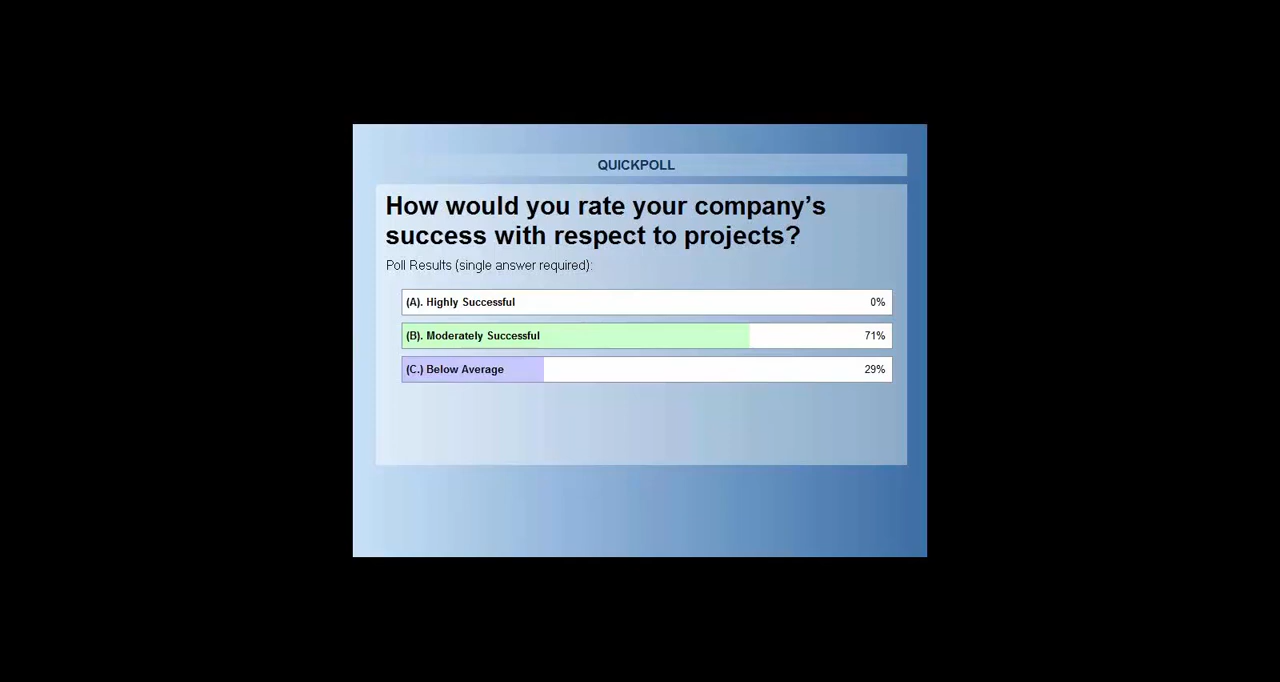 QUICKPOLL
How would you rate your company’s
success with respect to projects?
Poll Results (single answer required):
(A). Highly Successful 0%
(B). Moderately Successful 71%
(C.) Below Average 29%